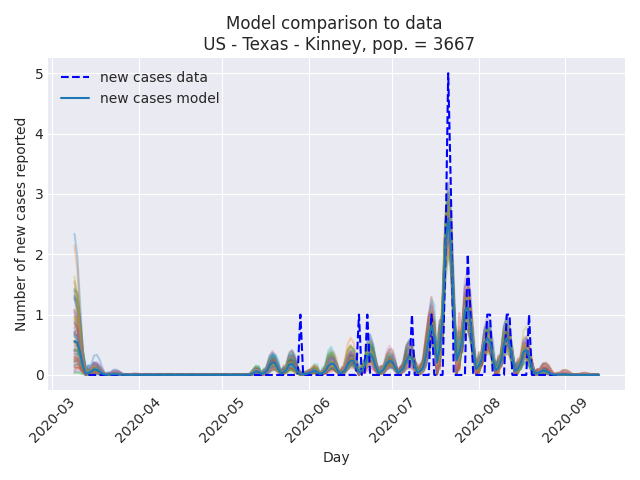 Model comparison to data
US - Texas - Kinney, pop. = 3667
new cases data
new cases model
Number of new cases reported
5
4
3
2
1
0
2020-03
2020-04
2020-05
2020-06
2020-07
2020-08
2020-09
Day